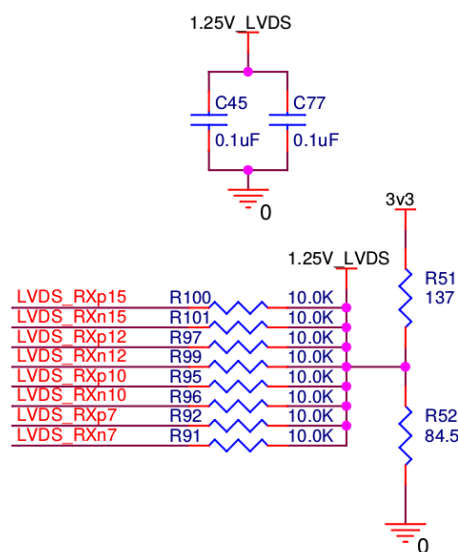 1.25V_LVDS
C45 C77
0.1uF 0.1uF
0
3v3
1.25V_LVDS
R51
137
LVDS_RXp15 R100 10.0K
LVDS_RXn15 R101 10.0K
LVDS_RXp12 R97 10.0K
LVDS_RXn12 R99 10.0K
LVDS_RXp10 R95 10.0K
LVDS_RXn10 R96 10.0K
LVDS_RXp7 R92 10.0K
LVDS_RXn7 R91 10.0K
R52
84.5
0